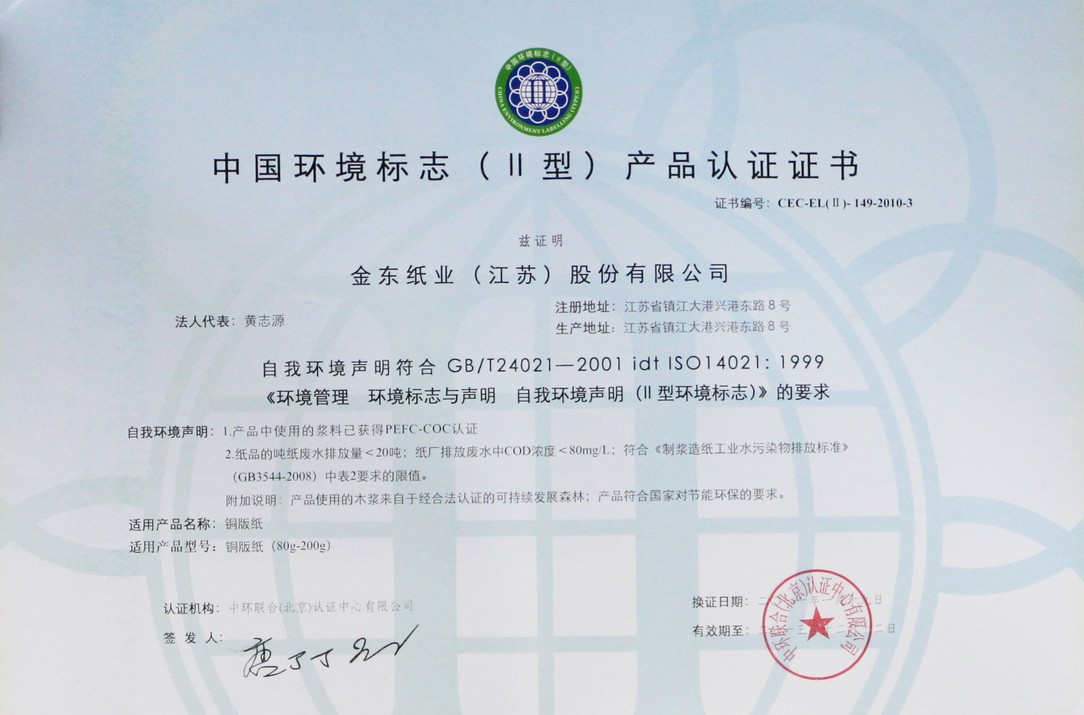 中国环境标志(II型)
CHINA ENVIRONMENT LABELLING (TYPE II)
中国环境标志(II型)产品认证证书
证书编号：CEC-EL(II)-149-2010-3
兹证明
金东纸业(江苏)股份有限公司
法人代表：黄志源
注册地址：江苏省镇江大港兴港东路8号
生产地址：江苏省镇江大港兴港东路8号
自我环境声明符合 GB/T24021—2001 idt ISO14021: 1999
《环境管理 环境标志与声明 自我环境声明(II型环境标志)》的要求
自我环境声明：1.产品中使用的浆料已获得PEFC-COC认证
2.纸品的吨纸废水排放量＜20吨；纸厂排放废水中COD浓度＜80mg/L；符合《制浆造纸工业水污染物排放标准》
(GB3544-2008)中表2要求的限值。
附加说明：产品使用的木浆来自于经合法认证的可持续发展森林；产品符合国家对节能环保的要求。
适用产品名称：铜版纸
适用产品型号：铜版纸(80g-200g)
认证机构：中环联合(北京)认证中心有限公司
签 发 人：
换证日期：
有效期至：
中环联合(北京)认证中心有限公司